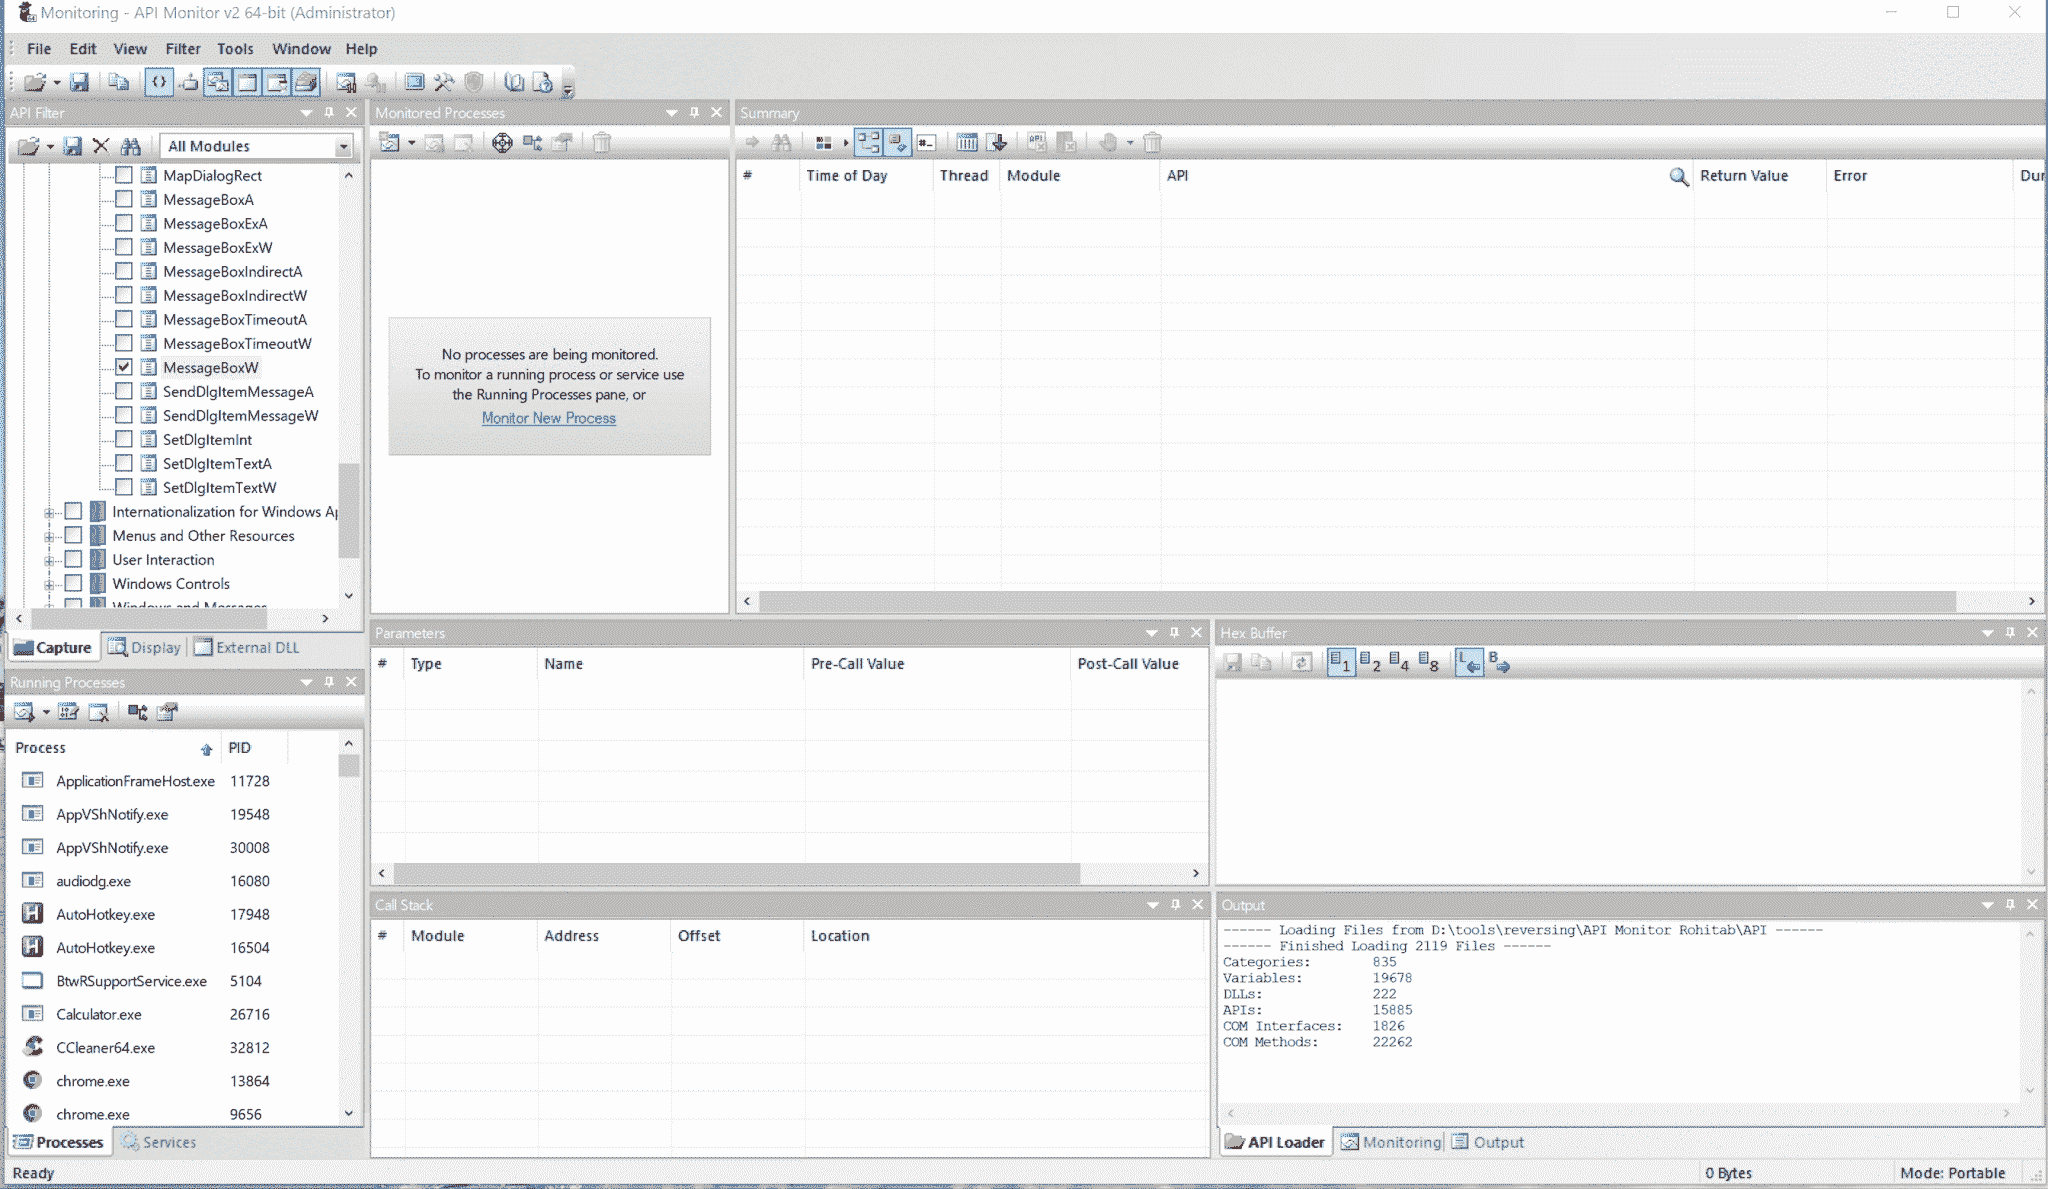 Monitoring - API Monitor v2 64-bit (Administrator)
File Edit View Filter Tools Window Help
API Filter
All Modules
MapDialogRect
MessageBoxA
MessageBoxExA
MessageBoxExW
MessageBoxIndirectA
MessageBoxIndirectW
MessageBoxTimeoutA
MessageBoxTimeoutW
MessageBoxW
SendDlgItemMessageA
SendDlgItemMessageW
SetDlgItemInt
SetDlgItemTextA
SetDlgItemTextW
Internationalization for Windows Ap
Menus and Other Resources
User Interaction
Windows Controls
Windows and Messages
Capture Display External DLL
Monitored Processes
No processes are being monitored.
To monitor a running process or service use
the Running Processes pane, or
Monitor New Process
Summary
# Time of Day Thread Module API Return Value Error Dur
Running Processes
Process PID
ApplicationFrameHost.exe 11728
AppVShNotify.exe 19548
AppVShNotify.exe 30008
audiodg.exe 16080
AutoHotkey.exe 17948
AutoHotkey.exe 16504
BtwRSupportService.exe 5104
Calculator.exe 26716
CCleaner64.exe 32812
chrome.exe 13864
chrome.exe 9656
Processes Services
Parameters
# Type Name Pre-Call Value Post-Call Value
Hex Buffer
1 2 4 8 L B
Call Stack
# Module Address Offset Location
Output
------ Loading Files from D:\tools\reversing\API Monitor Rohitab\API ------
------ Finished Loading 2119 Files ------
Categories: 835
Variables: 19678
DLLs: 222
APIs: 15885
COM Interfaces: 1826
COM Methods: 22262
API Loader Monitoring Output
Ready 0 Bytes Mode: Portable